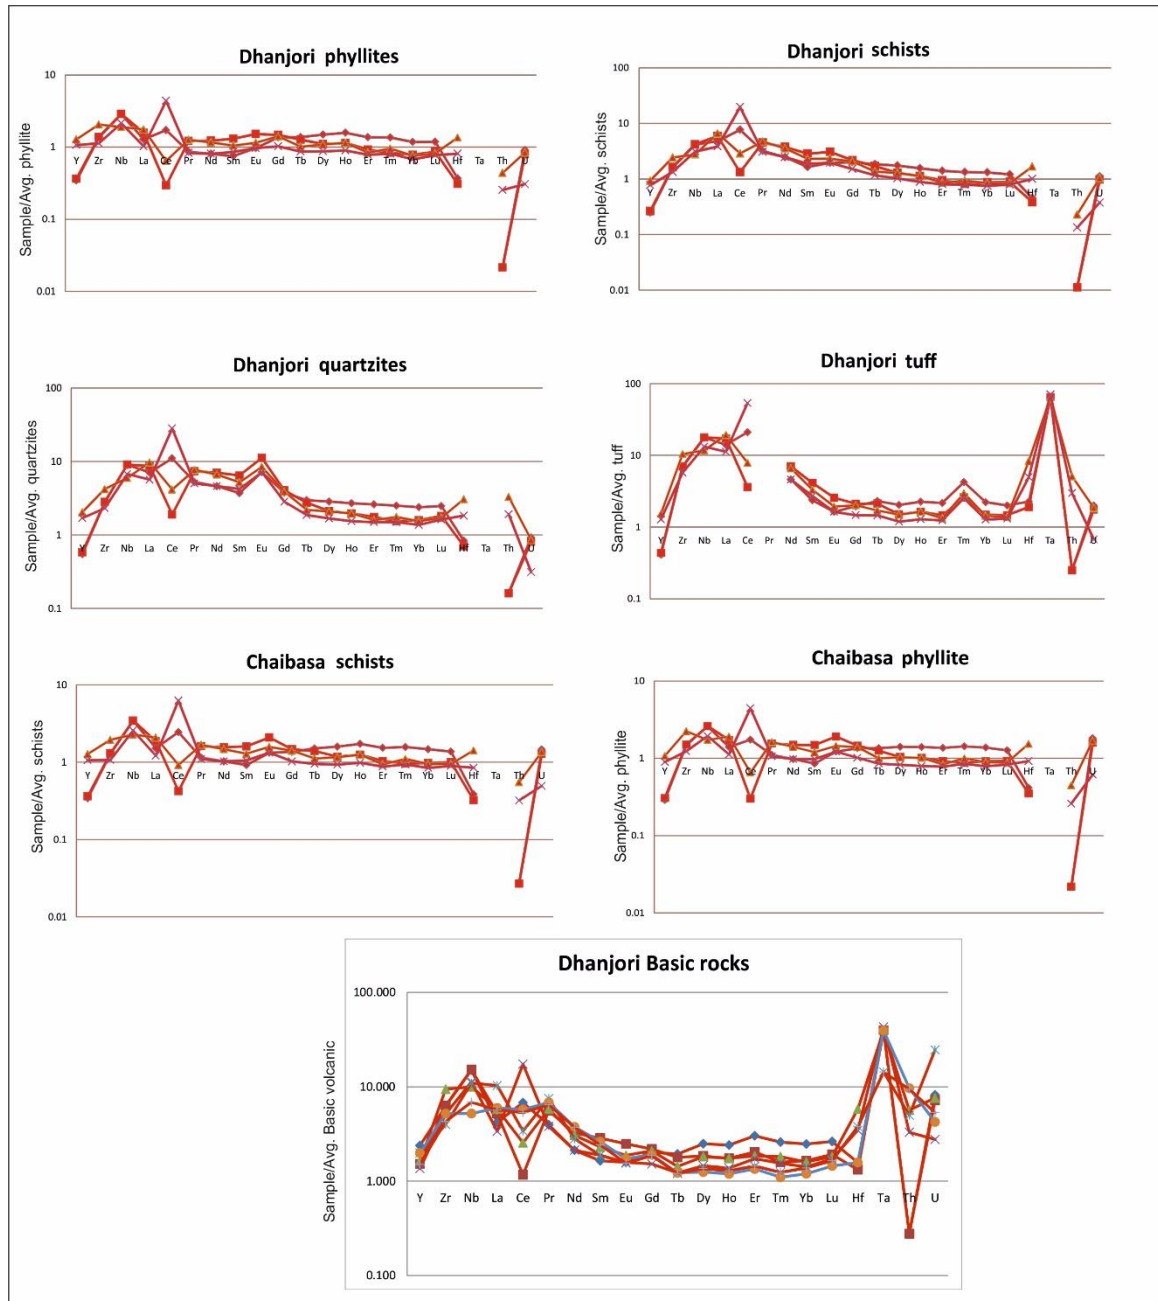 Dhanjori phyllites
Sample/Avg. phyllite
10
1
0.1
0.01
Y Zr Nb La Ce Pr Nd Sm Eu Gd Tb Dy Ho Er Tm Yb Lu Hf Ta Th U
Dhanjori schists
Sample/Avg. schists
100
10
1
0.1
0.01
Y Zr Nb La Ce Pr Nd Sm Eu Gd Tb Dy Ho Er Tm Yb Lu Hf Ta Th U
Dhanjori quartzites
Sample/Avg. quartzites
100
10
1
0.1
Y Zr Nb La Ce Pr Nd Sm Eu Gd Tb Dy Ho Er Tm Yb Lu Hf Ta Th U
Dhanjori tuff
Sample/Avg. tuff
100
10
1
0.1
Y Zr Nb La Ce Pr Nd Sm Eu Gd Tb Dy Ho Er Tm Yb Lu Hf Ta Th U
Chaibasa schists
Sample/Avg. schists
10
1
0.1
0.01
Y Zr Nb La Ce Pr Nd Sm Eu Gd Tb Dy Ho Er Tm Yb Lu Hf Ta Th U
Chaibasa phyllite
Sample/Avg. phyllite
10
1
0.1
0.01
Y Zr Nb La Ce Pr Nd Sm Eu Gd Tb Dy Ho Er Tm Yb Lu Hf Ta Th U
Dhanjori Basic rocks
Sample/Avg. Basic volcanic
100.000
10.000
1.000
0.100
Y Zr Nb La Ce Pr Nd Sm Eu Gd Tb Dy Ho Er Tm Yb Lu Hf Ta Th U